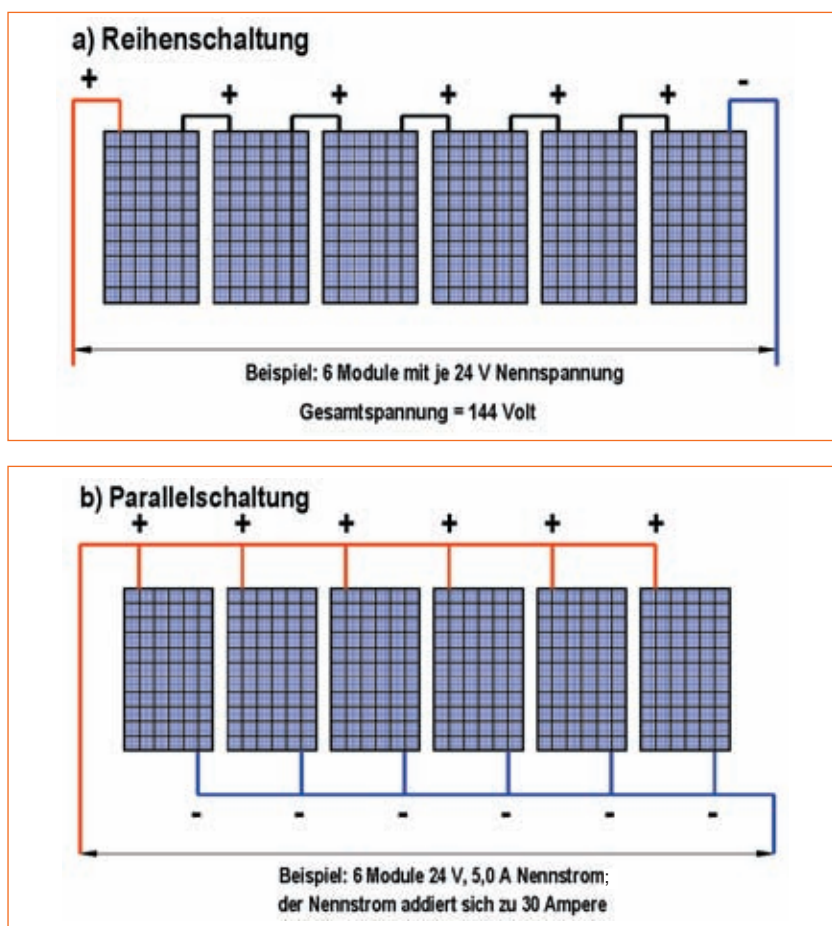 a) Reihenschaltung
+ + + + + + -
Beispiel: 6 Module mit je 24 V Nennspannung
Gesamtspannung = 144 Volt
b) Parallelschaltung
+ + + + + +
- - - - - -
Beispiel: 6 Module 24 V, 5,0 A Nennstrom;
der Nennstrom addiert sich zu 30 Ampere